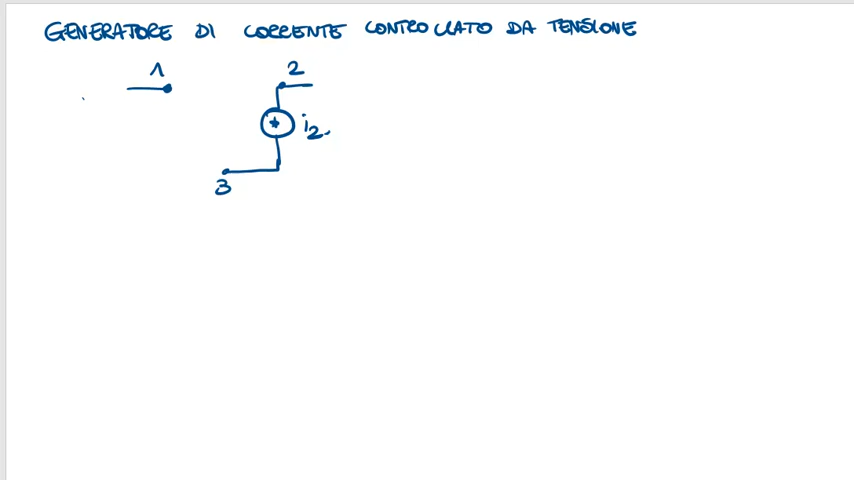 GENERATORE DI CORRENTE CONTROLLATO DA TENSIONE
1 2
i2
3